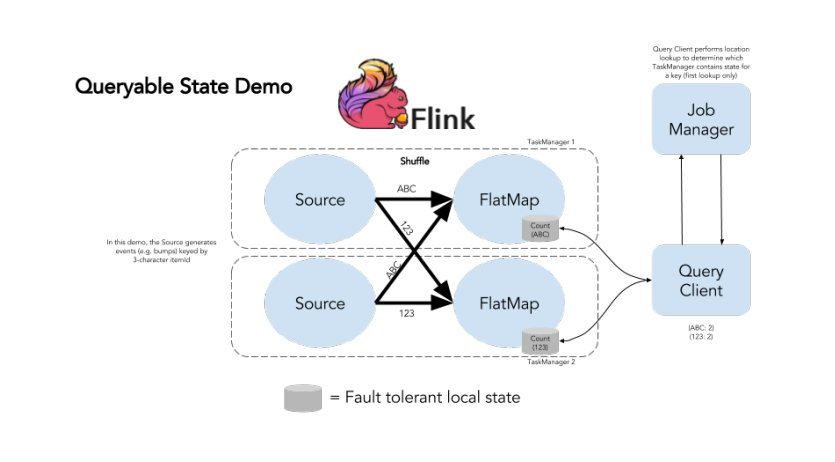 Query Client performs location
lookup to determine which
TaskManager contains state for
a key (first lookup only)
Queryable State Demo
Flink
Job
Manager
TaskManager 1
Shuffle
Source
ABC
FlatMap
123
Count
(ABC)
In this demo, the Source generates
events (e.g. bumps) keyed by
3-character itemId
Query
Client
ABC
Source
123
FlatMap
Count
(123)
(ABC: 2)
(123: 2)
TaskManager 2
= Fault tolerant local state